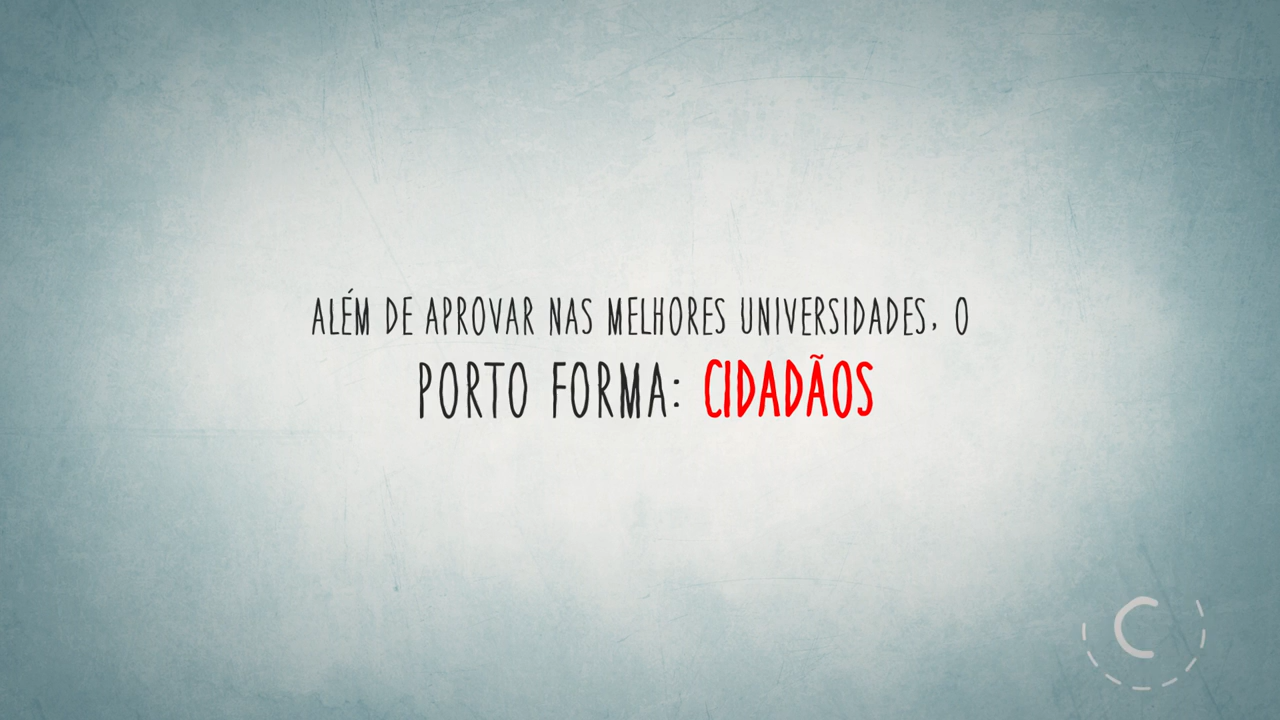 ALÉM DE APROVAR NAS MELHORES UNIVERSIDADES, O
PORTO FORMA: CIDADÃOS
C